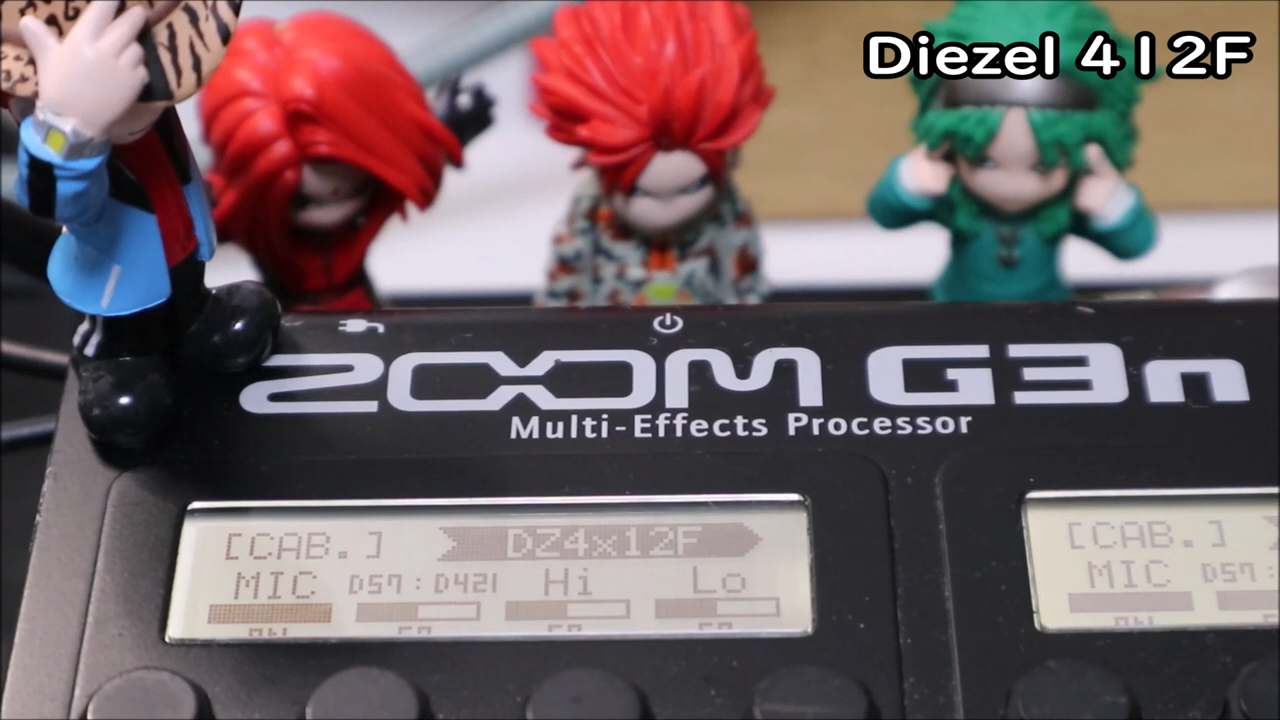 Diezel 412F
ZOOM G3n
Multi-Effects Processor
[CAB.] DZ4x12F
MIC D57:D421 Hi Lo
[CAB.]
MIC D57: